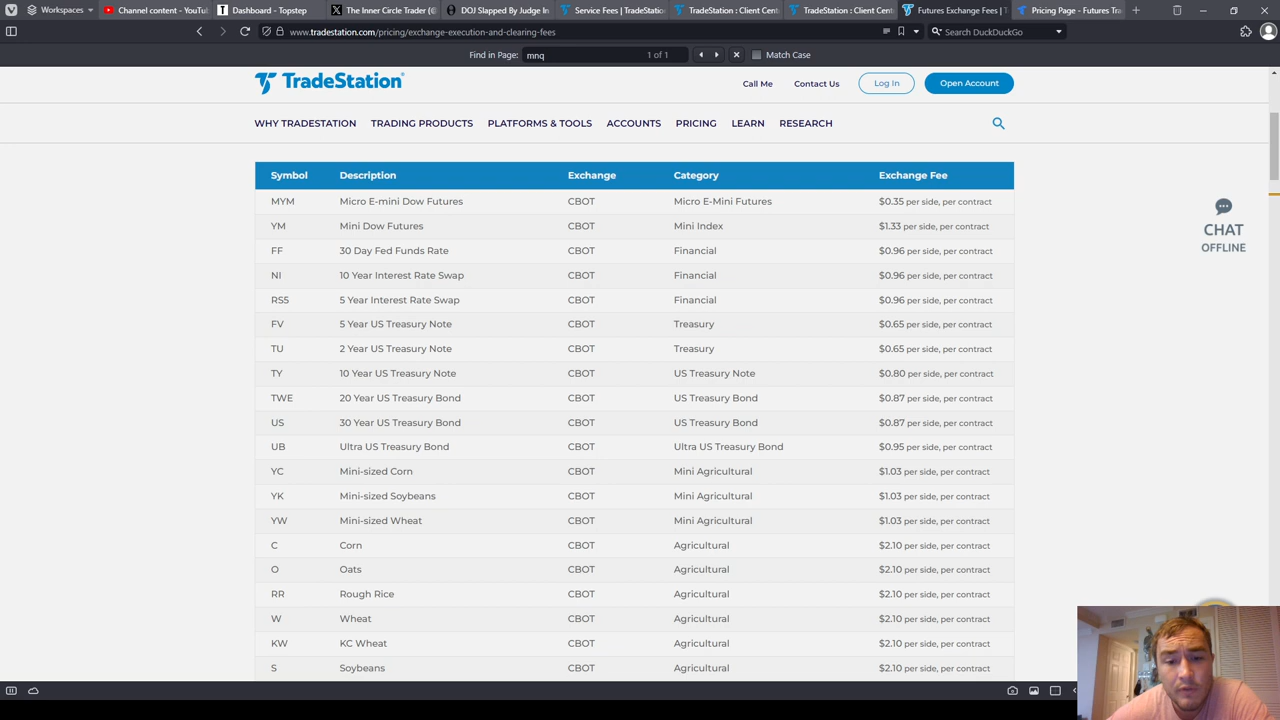 Workspaces
Channel content - YouTu
Dashboard - Topstep
The Inner Circle Trader (@
DOJ Slapped By Judge In
Service Fees | TradeStatio
TradeStation : Client Cent
TradeStation : Client Cent
Futures Exchange Fees | T
Pricing Page - Futures Tra
www.tradestation.com/pricing/exchange-execution-and-clearing-fees
Search DuckDuckGo
Find in Page: mnq 1 of 1 Match Case
TradeStation
Call Me Contact Us Log In Open Account
WHY TRADESTATION TRADING PRODUCTS PLATFORMS & TOOLS ACCOUNTS PRICING LEARN RESEARCH
Symbol Description Exchange Category Exchange Fee
MYM Micro E-mini Dow Futures CBOT Micro E-Mini Futures $0.35 per side, per contract
YM Mini Dow Futures CBOT Mini Index $1.33 per side, per contract
FF 30 Day Fed Funds Rate CBOT Financial $0.96 per side, per contract
NI 10 Year Interest Rate Swap CBOT Financial $0.96 per side, per contract
RS5 5 Year Interest Rate Swap CBOT Financial $0.96 per side, per contract
FV 5 Year US Treasury Note CBOT Treasury $0.65 per side, per contract
TU 2 Year US Treasury Note CBOT Treasury $0.65 per side, per contract
TY 10 Year US Treasury Note CBOT US Treasury Note $0.80 per side, per contract
TWE 20 Year US Treasury Bond CBOT US Treasury Bond $0.87 per side, per contract
US 30 Year US Treasury Bond CBOT US Treasury Bond $0.87 per side, per contract
UB Ultra US Treasury Bond CBOT Ultra US Treasury Bond $0.95 per side, per contract
YC Mini-sized Corn CBOT Mini Agricultural $1.03 per side, per contract
YK Mini-sized Soybeans CBOT Mini Agricultural $1.03 per side, per contract
YW Mini-sized Wheat CBOT Mini Agricultural $1.03 per side, per contract
C Corn CBOT Agricultural $2.10 per side, per contract
O Oats CBOT Agricultural $2.10 per side, per contract
RR Rough Rice CBOT Agricultural $2.10 per side, per contract
W Wheat CBOT Agricultural $2.10 per side, per contract
KW KC Wheat CBOT Agricultural $2.10 per side, per contract
S Soybeans CBOT Agricultural $2.10 per side, per contract
CHAT
OFFLINE